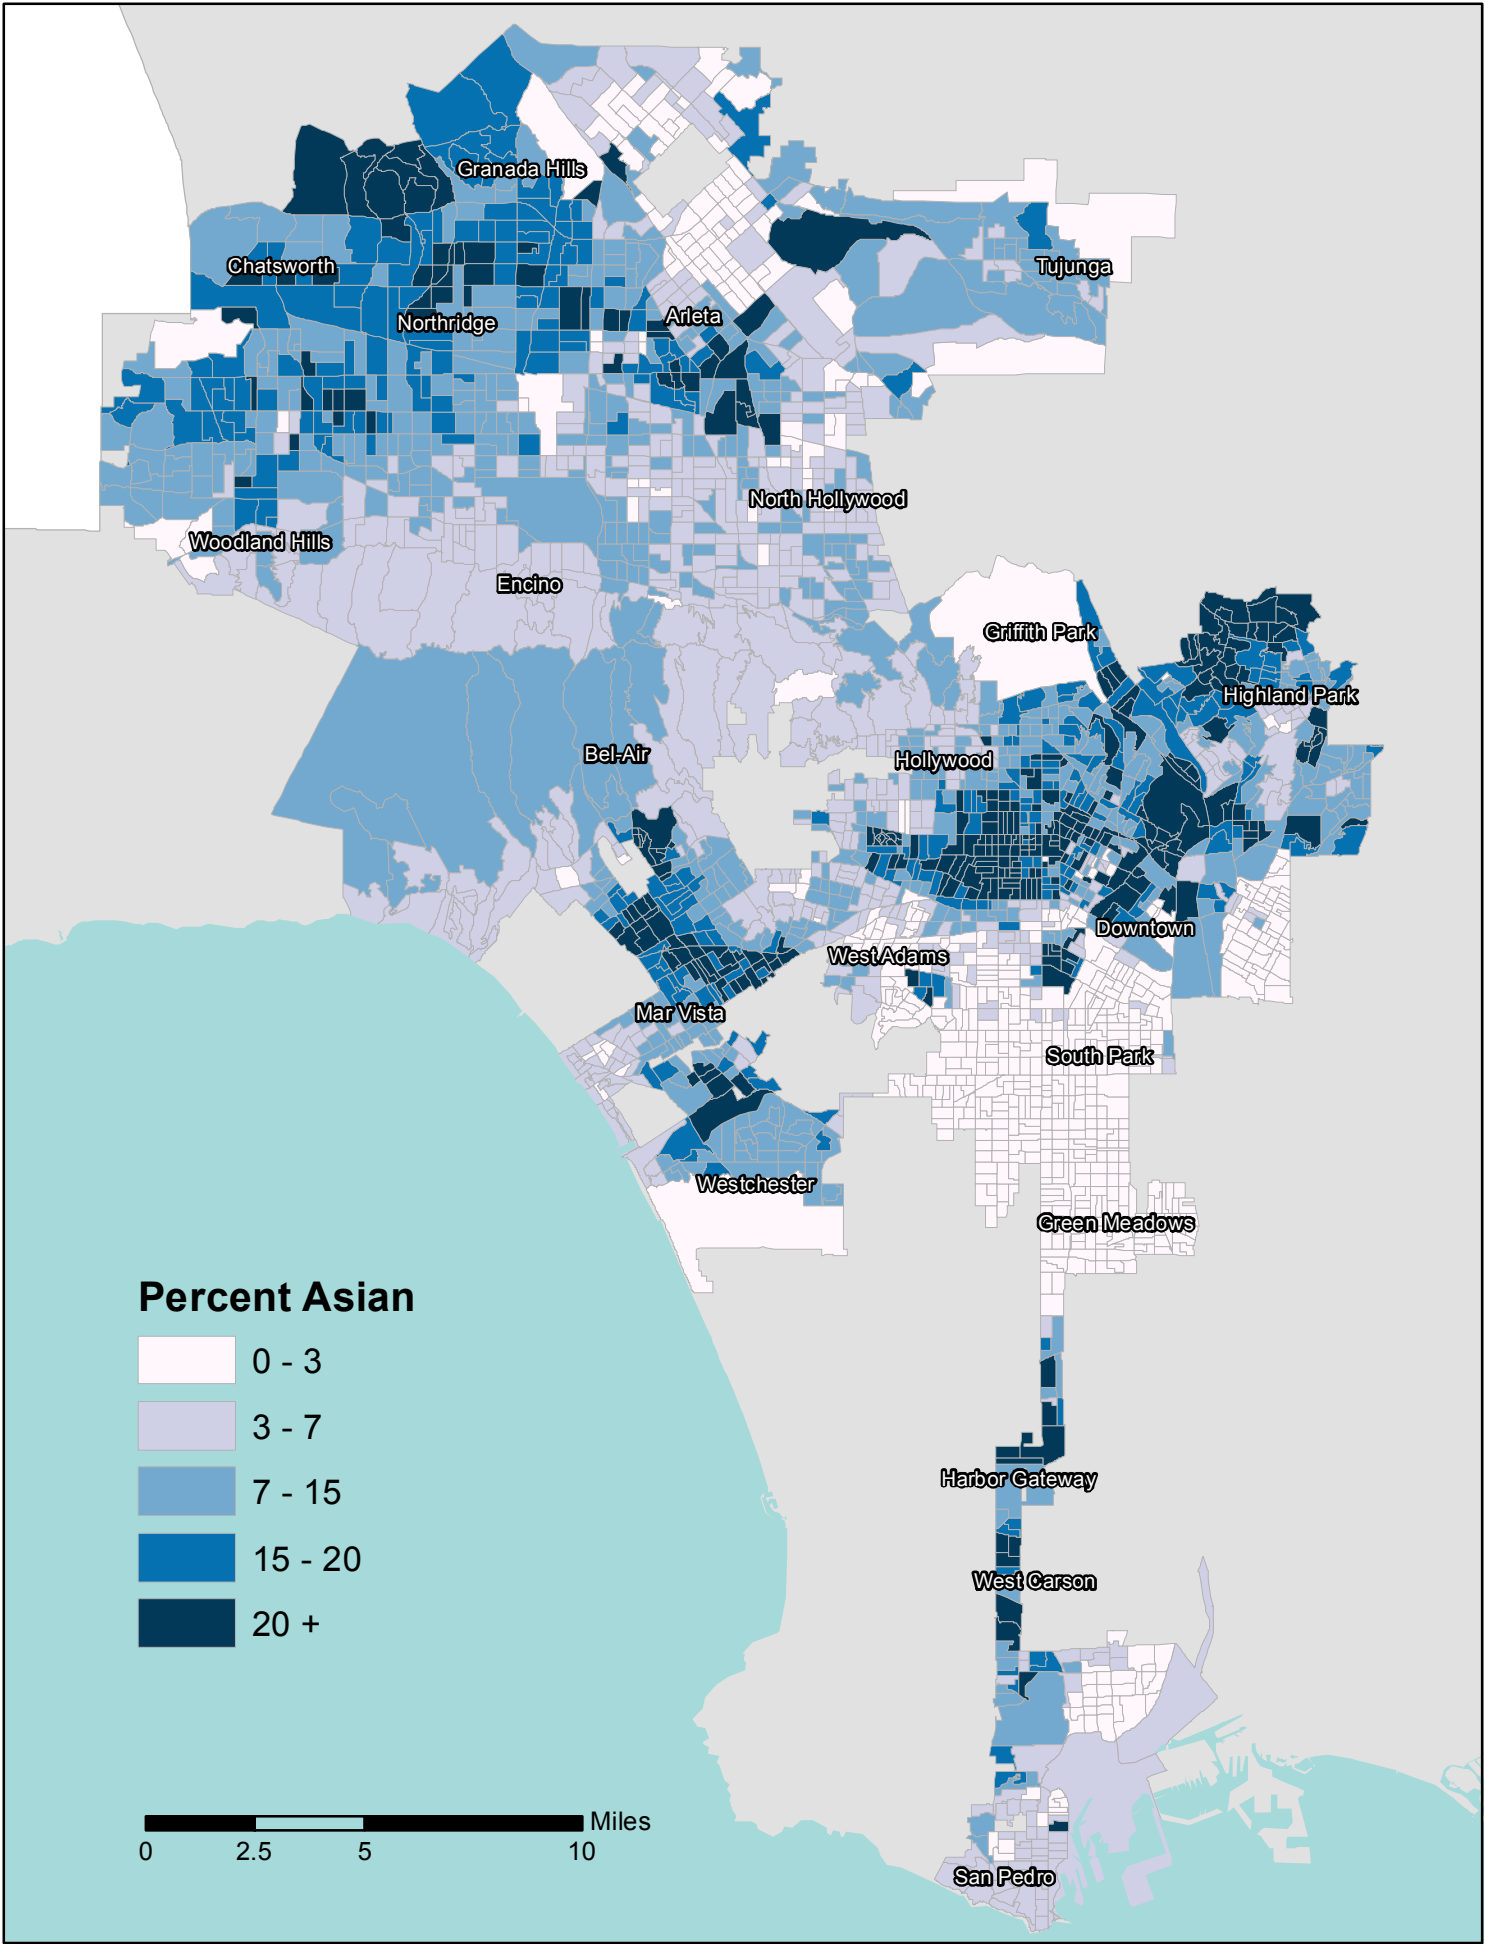 Granada Hills
Chatsworth
Tujunga
Northridge
Arleta
North Hollywood
Woodland Hills
Encino
Griffith Park
Highland Park
Bel-Air
Hollywood
Downtown
West Adams
Mar Vista
South Park
Westchester
Green Meadows
Percent Asian
0 - 3
3 - 7
7 - 15
15 - 20
20 +
Harbor Gateway
West Carson
Miles
0 2.5 5 10
San Pedro